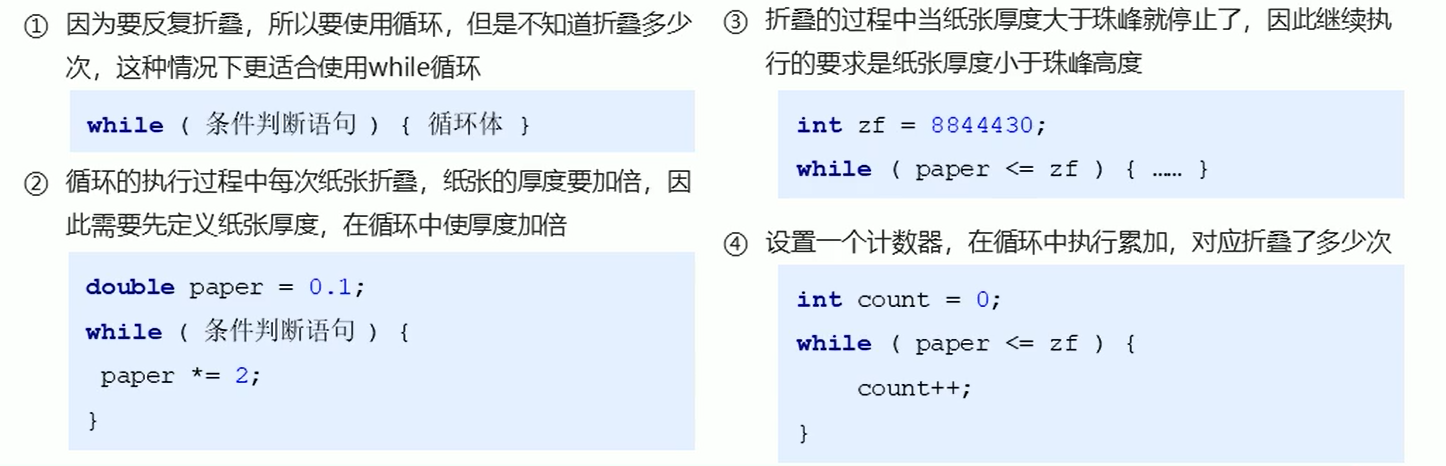 ① 因为要反复折叠，所以要使用循环，但是不知道折叠多少
次，这种情况下更适合使用while循环
while ( 条件判断语句 ) { 循环体 }
② 循环的执行过程中每次纸张折叠，纸张的厚度要加倍，因
此需要先定义纸张厚度，在循环中使厚度加倍
double paper = 0.1;
while ( 条件判断语句 ) {
paper *= 2;
}
③ 折叠的过程中当纸张厚度大于珠峰就停止了，因此继续执
行的要求是纸张厚度小于珠峰高度
int zf = 8844430;
while ( paper <= zf ) { …… }
④ 设置一个计数器，在循环中执行累加，对应折叠了多少次
int count = 0;
while ( paper <= zf ) {
count++;
}